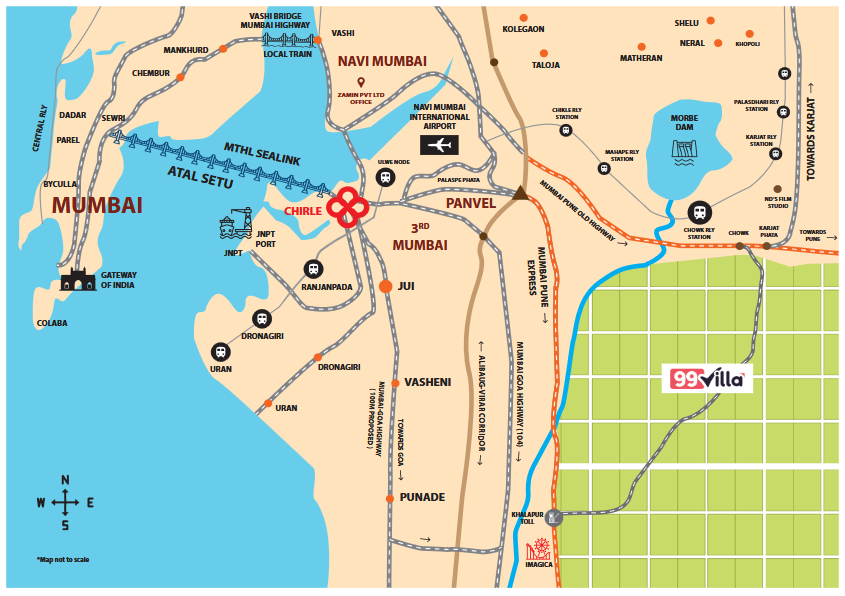 VASHI BRIDGE
MUMBAI HIGHWAY
VASHI
LOCAL TRAIN
MANKHURD
CHEMBUR
NAVI MUMBAI
ZAMIN PVT LTD
OFFICE
KOLEGAON
TALOJA
SHELU
NERAL
KHOPOLI
MATHERAN
CENTRAL RLY
DADAR
SEWRI
PAREL
BYCULLA
MUMBAI
MTHL SEALINK
ATAL SETU
NAVI MUMBAI
INTERNATIONAL
AIRPORT
CHIKLE RLY
STATION
MAHAPE RLY
STATION
MORBE
DAM
PALASDHARI RLY
STATION
KARJAT RLY
STATION
TOWARDS KARJAT →
ND'S FILM
STUDIO
CHOWK RLY
STATION
CHOWK
KARJAT
PHATA
TOWARDS
PUNE →
ULWE NODE
PALASPE PHATA
PANVEL
CHIRLE
3RD
MUMBAI
MUMBAI PUNE OLD HIGHWAY →
MUMBAI PUNE
EXPRESS →
JNPT
PORT
JNPT
GATEWAY
OF INDIA
COLABA
RANJANPADA
JUI
DRONAGIRI
URAN
DRONAGIRI
URAN
VASHENI
MUMBAI-GOA HIGHWAY
(100M PROPOSED)
TOWARDS GOA →
← ALIBAUG-VIRAR CORRIDOR →
MUMBAI GOA HIGHWAY (104) →
99villa
PUNADE
→
KHALAPUR
TOLL
IMAGICA
N
W E
S
*Map not to scale